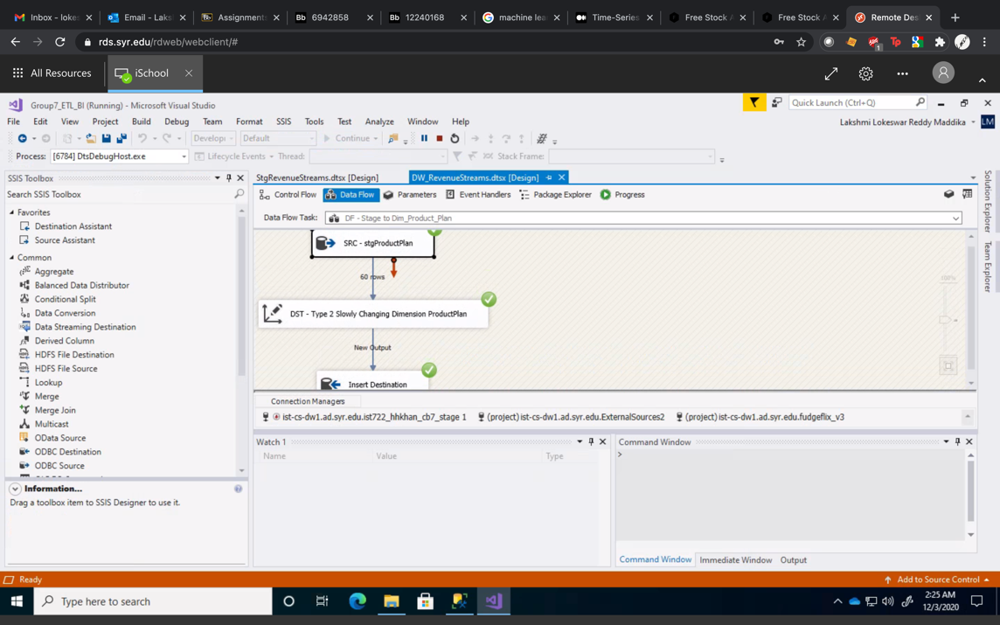 Inbox - lokes
Email - Laks
Assignments
6942858
12240168
machine lea
Time-Series
Free Stock A
Free Stock A
Remote Des
rds.syr.edu/rdweb/webclient/#
All Resources
iSchool
Group7_ETL_BI (Running) - Microsoft Visual Studio
Quick Launch (Ctrl+Q)
File Edit View Project Build Debug Team Format SSIS Tools Test Analyze Window Help
Lakshmi Lokeswar Reddy Maddika LM
Develop Default Continue
Process: [6784] DtsDebugHost.exe Lifecycle Events Thread: Stack Frame:
SSIS Toolbox
StgRevenueStreams.dtsx [Design] DW_RevenueStreams.dtsx [Design]
Search SSIS Toolbox
Control Flow Data Flow Parameters Event Handlers Package Explorer Progress
Data Flow Task: DF - Stage to Dim_Product_Plan
Favorites
Destination Assistant
Source Assistant
Common
Aggregate
Balanced Data Distributor
Conditional Split
Data Conversion
Data Streaming Destination
Derived Column
HDFS File Destination
HDFS File Source
Lookup
Merge
Merge Join
Multicast
OData Source
ODBC Destination
ODBC Source
Information...
Drag a toolbox item to SSIS Designer to use it.
SRC - stgProductPlan
60 rows
DST - Type 2 Slowly Changing Dimension ProductPlan
New Output
Insert Destination
100%
Solution Explorer
Team Explorer
Connection Managers
ist-cs-dw1.ad.syr.edu.ist722_hhkhan_cb7_stage 1 (project) ist-cs-dw1.ad.syr.edu.ExternalSources2 (project) ist-cs-dw1.ad.syr.edu.fudgeflix_v3
Watch 1
Name Value Type
Command Window
>
Command Window Immediate Window Output
Ready
Add to Source Control
Type here to search
2:25 AM
12/3/2020